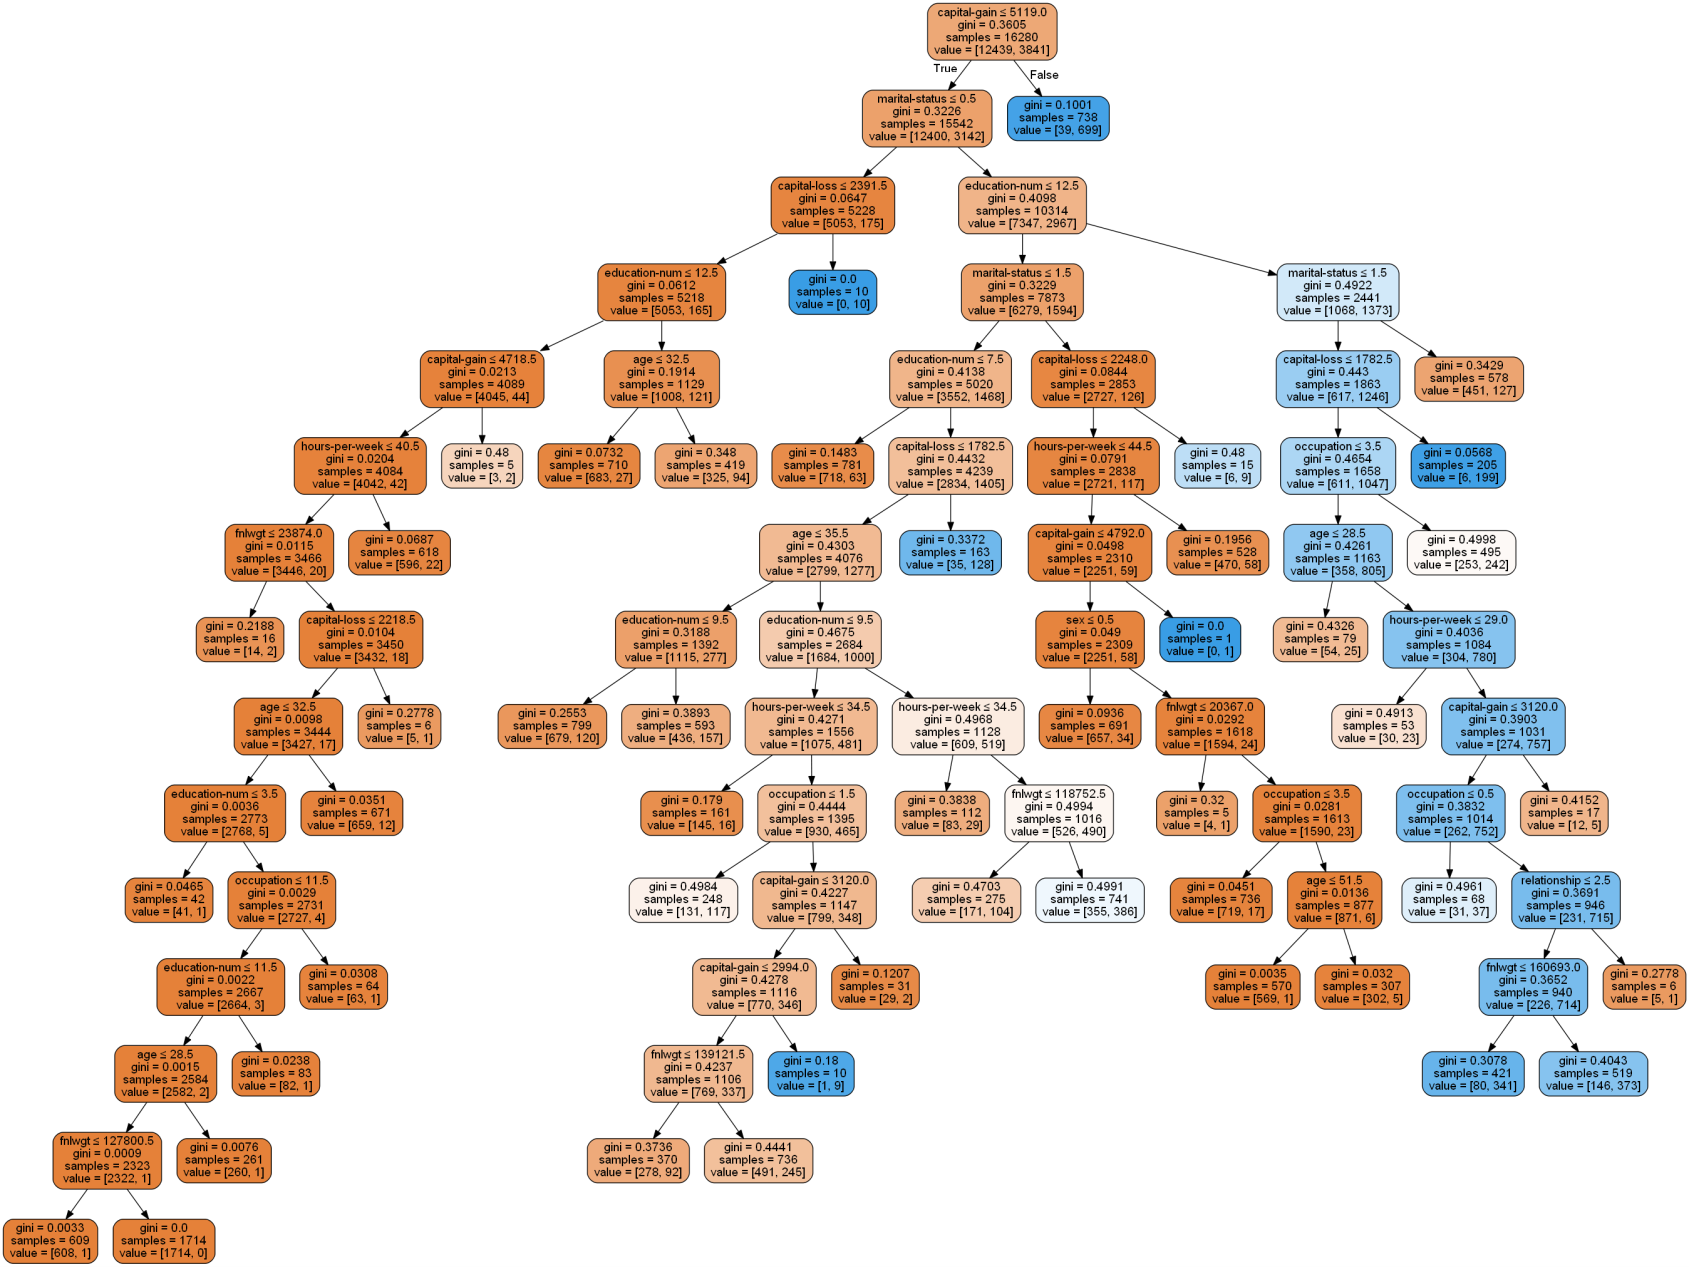 capital-gain ≤ 5119.0
gini = 0.3605
samples = 16280
value = [12439, 3841]
True
False
marital-status ≤ 0.5
gini = 0.3226
samples = 15542
value = [12400, 3142]
gini = 0.1001
samples = 738
value = [39, 699]
capital-loss ≤ 2391.5
gini = 0.0647
samples = 5228
value = [5053, 175]
education-num ≤ 12.5
gini = 0.4098
samples = 10314
value = [7347, 2967]
education-num ≤ 12.5
gini = 0.0612
samples = 5218
value = [5053, 165]
gini = 0.0
samples = 10
value = [0, 10]
marital-status ≤ 1.5
gini = 0.3229
samples = 7873
value = [6279, 1594]
marital-status ≤ 1.5
gini = 0.4922
samples = 2441
value = [1068, 1373]
capital-gain ≤ 4718.5
gini = 0.0213
samples = 4089
value = [4045, 44]
age ≤ 32.5
gini = 0.1914
samples = 1129
value = [1008, 121]
education-num ≤ 7.5
gini = 0.4138
samples = 5020
value = [3552, 1468]
capital-loss ≤ 2248.0
gini = 0.0844
samples = 2853
value = [2727, 126]
capital-loss ≤ 1782.5
gini = 0.443
samples = 1863
value = [617, 1246]
gini = 0.3429
samples = 578
value = [451, 127]
hours-per-week ≤ 40.5
gini = 0.0204
samples = 4084
value = [4042, 42]
gini = 0.48
samples = 5
value = [3, 2]
gini = 0.0732
samples = 710
value = [683, 27]
gini = 0.348
samples = 419
value = [325, 94]
gini = 0.1483
samples = 781
value = [718, 63]
capital-loss ≤ 1782.5
gini = 0.4432
samples = 4239
value = [2834, 1405]
hours-per-week ≤ 44.5
gini = 0.0791
samples = 2838
value = [2721, 117]
gini = 0.48
samples = 15
value = [6, 9]
occupation ≤ 3.5
gini = 0.4654
samples = 1658
value = [611, 1047]
gini = 0.0568
samples = 205
value = [6, 199]
fnlwgt ≤ 23874.0
gini = 0.0115
samples = 3466
value = [3446, 20]
gini = 0.0687
samples = 618
value = [596, 22]
age ≤ 35.5
gini = 0.4303
samples = 4076
value = [2799, 1277]
gini = 0.3372
samples = 163
value = [35, 128]
capital-gain ≤ 4792.0
gini = 0.0498
samples = 2310
value = [2251, 59]
gini = 0.1956
samples = 528
value = [470, 58]
age ≤ 28.5
gini = 0.4261
samples = 1163
value = [358, 805]
gini = 0.4998
samples = 495
value = [253, 242]
gini = 0.2188
samples = 16
value = [14, 2]
capital-loss ≤ 2218.5
gini = 0.0104
samples = 3450
value = [3432, 18]
education-num ≤ 9.5
gini = 0.3188
samples = 1392
value = [1115, 277]
education-num ≤ 9.5
gini = 0.4675
samples = 2684
value = [1684, 1000]
sex ≤ 0.5
gini = 0.049
samples = 2309
value = [2251, 58]
gini = 0.0
samples = 1
value = [0, 1]
gini = 0.4326
samples = 79
value = [54, 25]
hours-per-week ≤ 29.0
gini = 0.4036
samples = 1084
value = [304, 780]
age ≤ 32.5
gini = 0.0098
samples = 3444
value = [3427, 17]
gini = 0.2778
samples = 6
value = [5, 1]
gini = 0.2553
samples = 799
value = [679, 120]
gini = 0.3893
samples = 593
value = [436, 157]
hours-per-week ≤ 34.5
gini = 0.4271
samples = 1556
value = [1075, 481]
hours-per-week ≤ 34.5
gini = 0.4968
samples = 1128
value = [609, 519]
gini = 0.0936
samples = 691
value = [657, 34]
fnlwgt ≤ 20367.0
gini = 0.0292
samples = 1618
value = [1594, 24]
gini = 0.4913
samples = 53
value = [30, 23]
capital-gain ≤ 3120.0
gini = 0.3903
samples = 1031
value = [274, 757]
education-num ≤ 3.5
gini = 0.0036
samples = 2773
value = [2768, 5]
gini = 0.0351
samples = 671
value = [659, 12]
gini = 0.179
samples = 161
value = [145, 16]
occupation ≤ 1.5
gini = 0.4444
samples = 1395
value = [930, 465]
gini = 0.3838
samples = 112
value = [83, 29]
fnlwgt ≤ 118752.5
gini = 0.4994
samples = 1016
value = [526, 490]
gini = 0.32
samples = 5
value = [4, 1]
occupation ≤ 3.5
gini = 0.0281
samples = 1613
value = [1590, 23]
occupation ≤ 0.5
gini = 0.3832
samples = 1014
value = [262, 752]
gini = 0.4152
samples = 17
value = [12, 5]
gini = 0.0465
samples = 42
value = [41, 1]
occupation ≤ 11.5
gini = 0.0029
samples = 2731
value = [2727, 4]
gini = 0.4984
samples = 248
value = [131, 117]
capital-gain ≤ 3120.0
gini = 0.4227
samples = 1147
value = [799, 348]
gini = 0.4703
samples = 275
value = [171, 104]
gini = 0.4991
samples = 741
value = [355, 386]
gini = 0.0451
samples = 736
value = [719, 17]
age ≤ 51.5
gini = 0.0136
samples = 877
value = [871, 6]
gini = 0.4961
samples = 68
value = [31, 37]
relationship ≤ 2.5
gini = 0.3691
samples = 946
value = [231, 715]
education-num ≤ 11.5
gini = 0.0022
samples = 2667
value = [2664, 3]
gini = 0.0308
samples = 64
value = [63, 1]
capital-gain ≤ 2994.0
gini = 0.4278
samples = 1116
value = [770, 346]
gini = 0.1207
samples = 31
value = [29, 2]
gini = 0.0035
samples = 570
value = [569, 1]
gini = 0.032
samples = 307
value = [302, 5]
fnlwgt ≤ 160693.0
gini = 0.3652
samples = 940
value = [226, 714]
gini = 0.2778
samples = 6
value = [5, 1]
age ≤ 28.5
gini = 0.0015
samples = 2584
value = [2582, 2]
gini = 0.0238
samples = 83
value = [82, 1]
fnlwgt ≤ 139121.5
gini = 0.4237
samples = 1106
value = [769, 337]
gini = 0.18
samples = 10
value = [1, 9]
gini = 0.3078
samples = 421
value = [80, 341]
gini = 0.4043
samples = 519
value = [146, 373]
fnlwgt ≤ 127800.5
gini = 0.0009
samples = 2323
value = [2322, 1]
gini = 0.0076
samples = 261
value = [260, 1]
gini = 0.3736
samples = 370
value = [278, 92]
gini = 0.4441
samples = 736
value = [491, 245]
gini = 0.0033
samples = 609
value = [608, 1]
gini = 0.0
samples = 1714
value = [1714, 0]